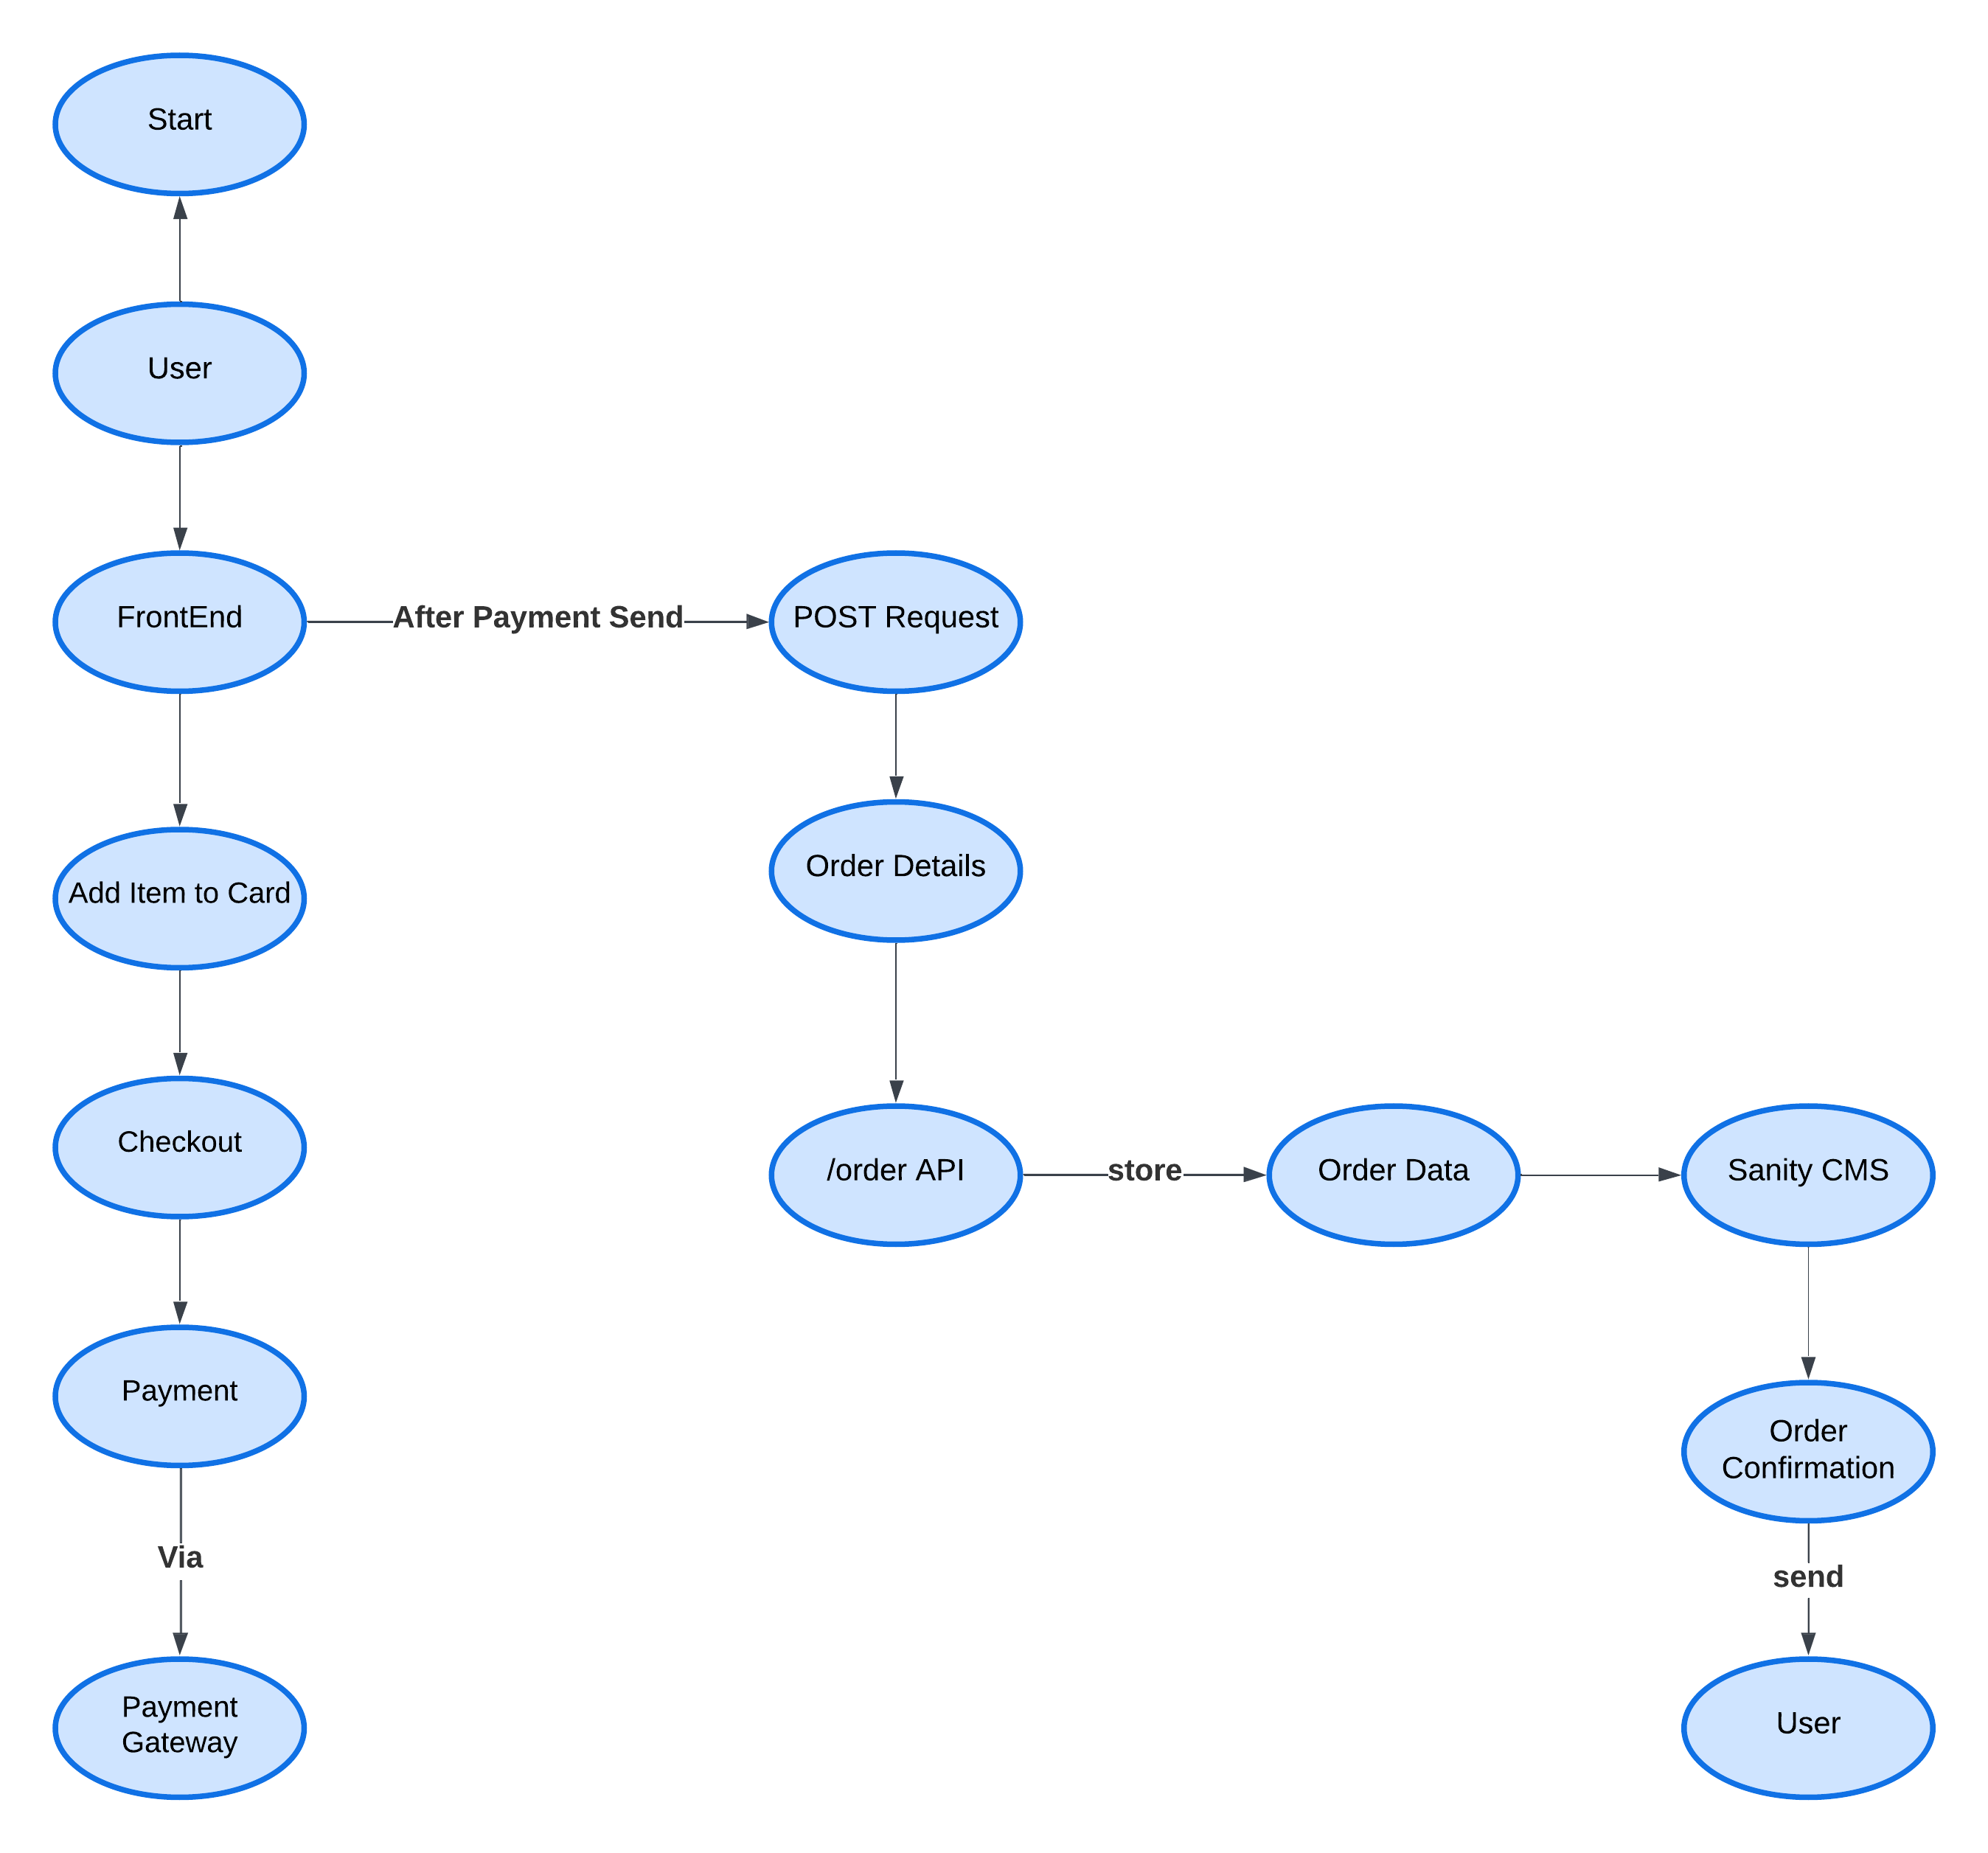 Start
User
FrontEnd
After Payment Send
POST Request
Add Item to Card
Order Details
Checkout
/order API
store
Order Data
Sanity CMS
Payment
Order
Confirmation
Via
send
Payment
Gateway
User